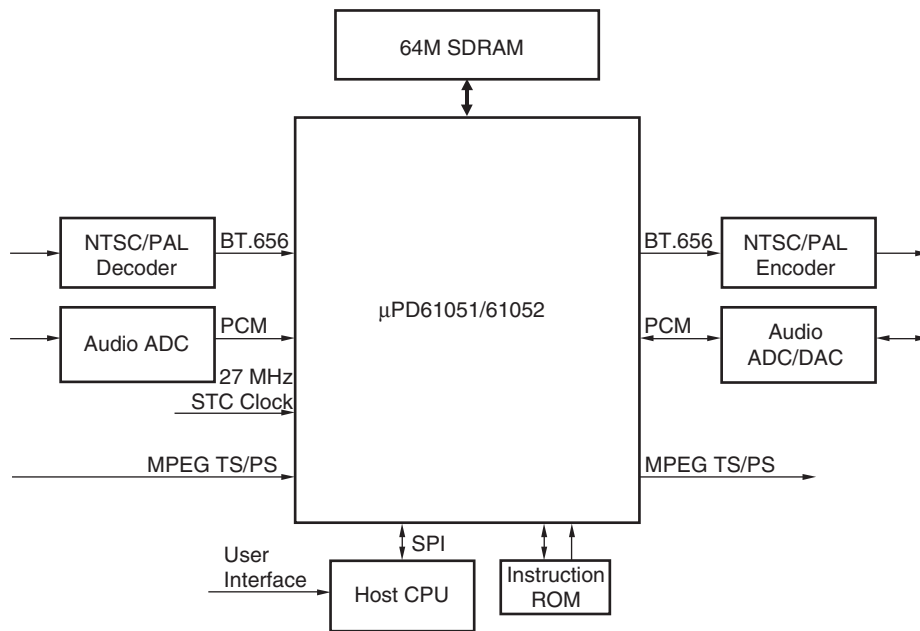 64M SDRAM
NTSC/PAL
Decoder
BT.656
BT.656
NTSC/PAL
Encoder
µPD61051/61052
Audio ADC
PCM
PCM
Audio
ADC/DAC
27 MHz
STC Clock
MPEG TS/PS
MPEG TS/PS
SPI
User
Interface
Host CPU
Instruction
ROM